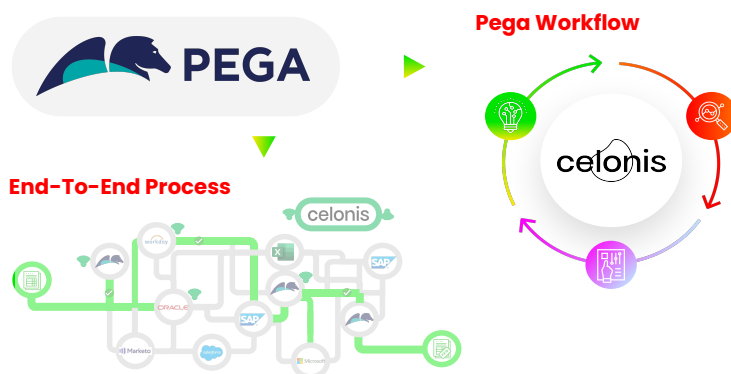 Pega Workflow
PEGA
celonis
End-To-End Process
celonis
workday
SAP
ORACLE
SAP
Marketo
salesforce
Microsoft